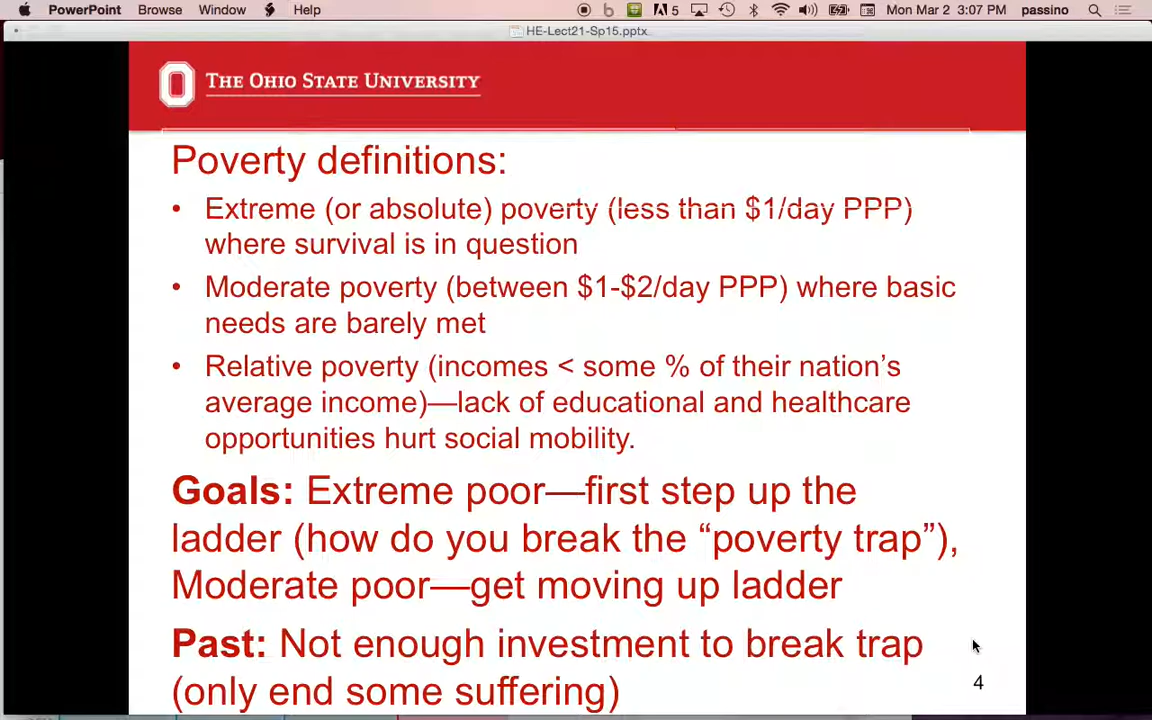 PowerPoint Browse Window Help 5 Mon Mar 2 3:07 PM passino
HE-Lect21-Sp15.pptx
THE OHIO STATE UNIVERSITY
Poverty definitions:
• Extreme (or absolute) poverty (less than $1/day PPP)
where survival is in question
• Moderate poverty (between $1-$2/day PPP) where basic
needs are barely met
• Relative poverty (incomes < some % of their nation’s
average income)—lack of educational and healthcare
opportunities hurt social mobility.
Goals: Extreme poor—first step up the
ladder (how do you break the “poverty trap”),
Moderate poor—get moving up ladder
Past: Not enough investment to break trap
(only end some suffering)
4